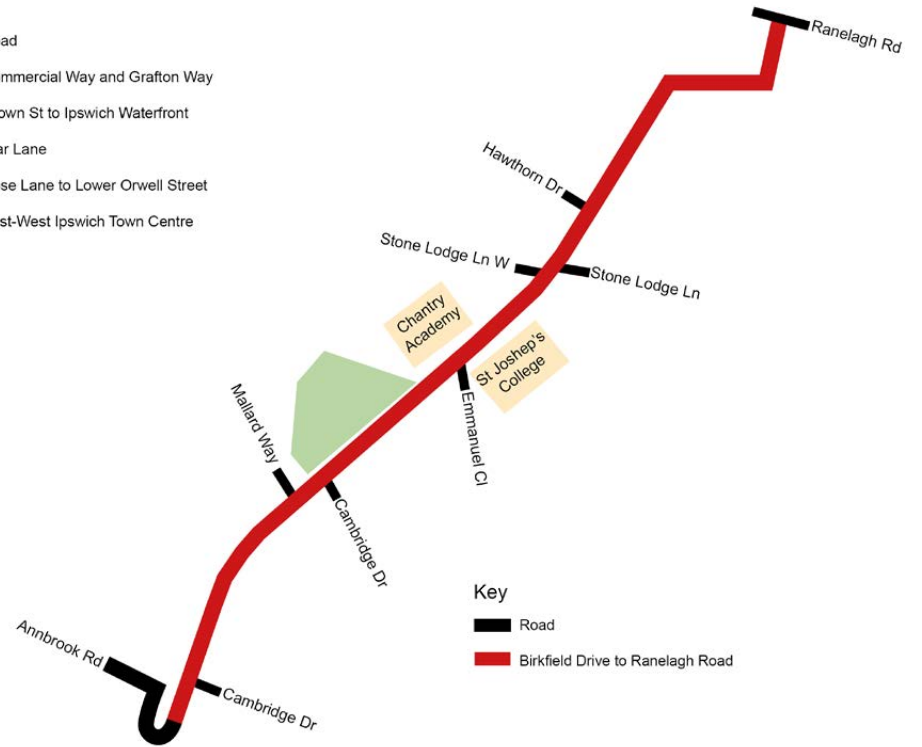 Ranelagh Rd
ad
mmercial Way and Grafton Way
own St to Ipswich Waterfront
ar Lane
se Lane to Lower Orwell Street
st-West Ipswich Town Centre
Hawthorn Dr
Stone Lodge Ln W
Stone Lodge Ln
Chantry
Academy
St Joshep's
College
Mallard Way
Emmanuel Cl
Cambridge Dr
Key
Road
Birkfield Drive to Ranelagh Road
Annbrook Rd
Cambridge Dr